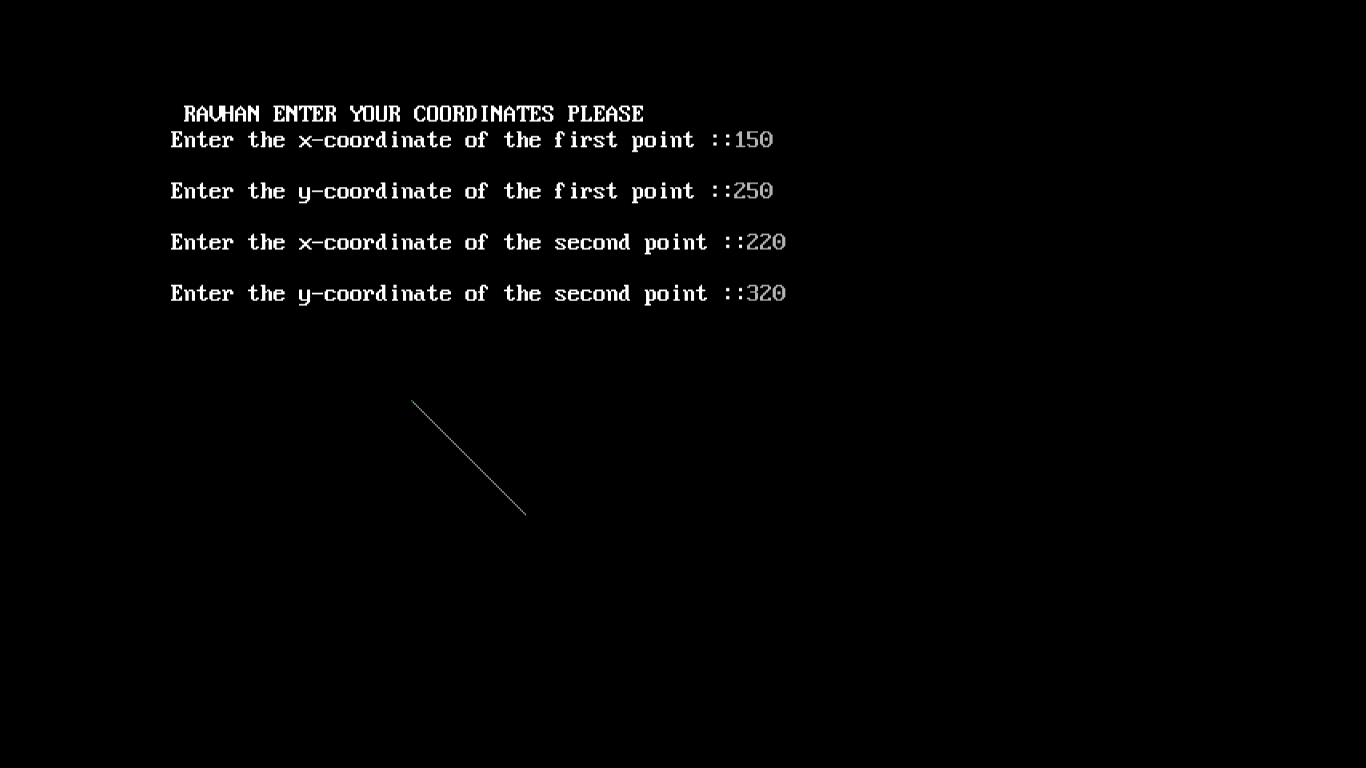 RAVHAN ENTER YOUR COORDINATES PLEASE
Enter the x-coordinate of the first point ::150
Enter the y-coordinate of the first point ::250
Enter the x-coordinate of the second point ::220
Enter the y-coordinate of the second point ::320